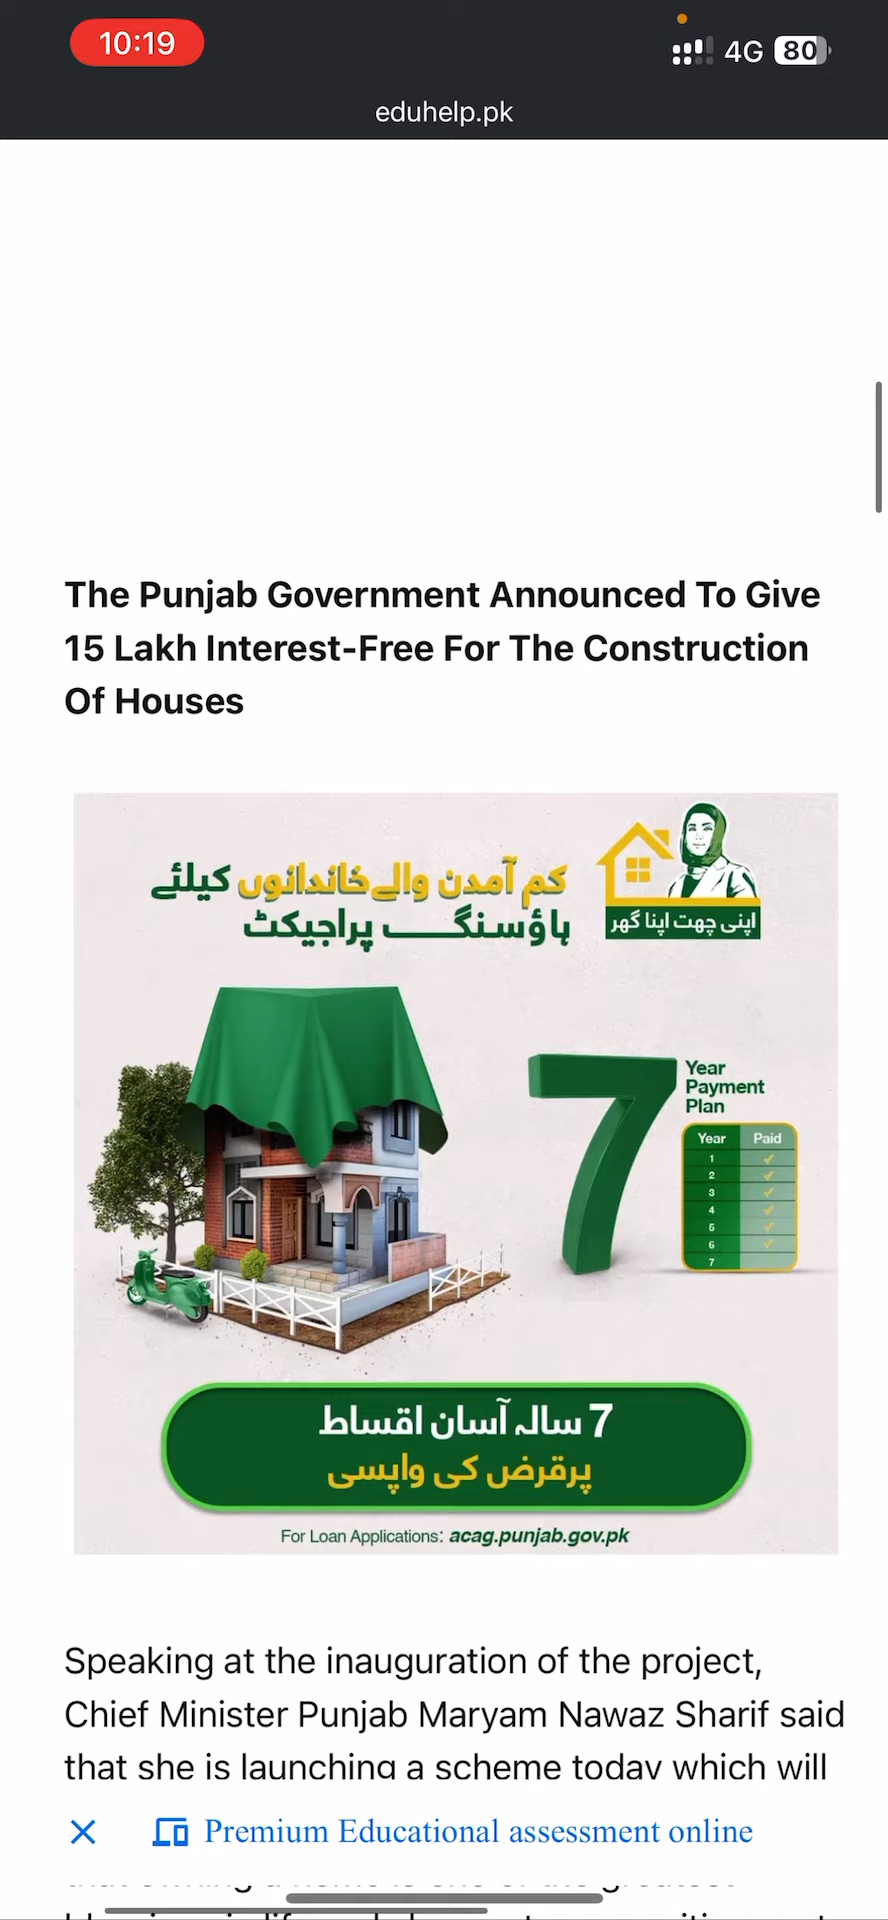 10:19
4G 80
eduhelp.pk
The Punjab Government Announced To Give
15 Lakh Interest-Free For The Construction
Of Houses
کم آمدن والے خاندانوں کیلئے
ہاؤسنگ پراجیکٹ
اپنی چھت اپنا گھر
7
Year
Payment
Plan
Year Paid
1
2
3
4
5
6
7
7 سالہ آسان اقساط
پر قرض کی واپسی
For Loan Applications: acag.punjab.gov.pk
Speaking at the inauguration of the project,
Chief Minister Punjab Maryam Nawaz Sharif said
that she is launching a scheme today which will
Premium Educational assessment online